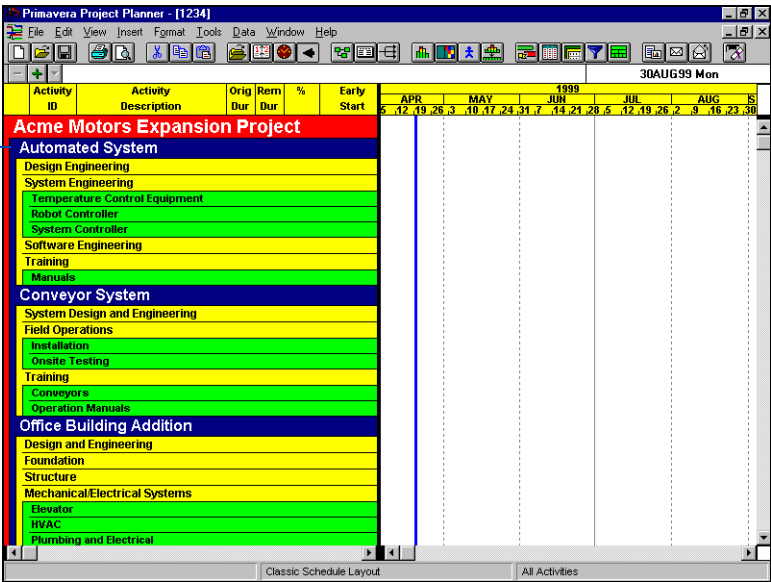 Primavera Project Planner - [1234]
File Edit View Insert Format Tools Data Window Help
30AUG99 Mon
Activity Activity Orig Rem % Early 1999
ID Description Dur Dur Start APR MAY JUN JUL AUG S
5 12 19 26 3 10 17 24 31 7 14 21 28 5 12 19 26 2 9 16 23 30
Acme Motors Expansion Project
Automated System
Design Engineering
System Engineering
Temperature Control Equipment
Robot Controller
System Controller
Software Engineering
Training
Manuals
Conveyor System
System Design and Engineering
Field Operations
Installation
Onsite Testing
Training
Conveyors
Operation Manuals
Office Building Addition
Design and Engineering
Foundation
Structure
Mechanical/Electrical Systems
Elevator
HVAC
Plumbing and Electrical
Classic Schedule Layout All Activities